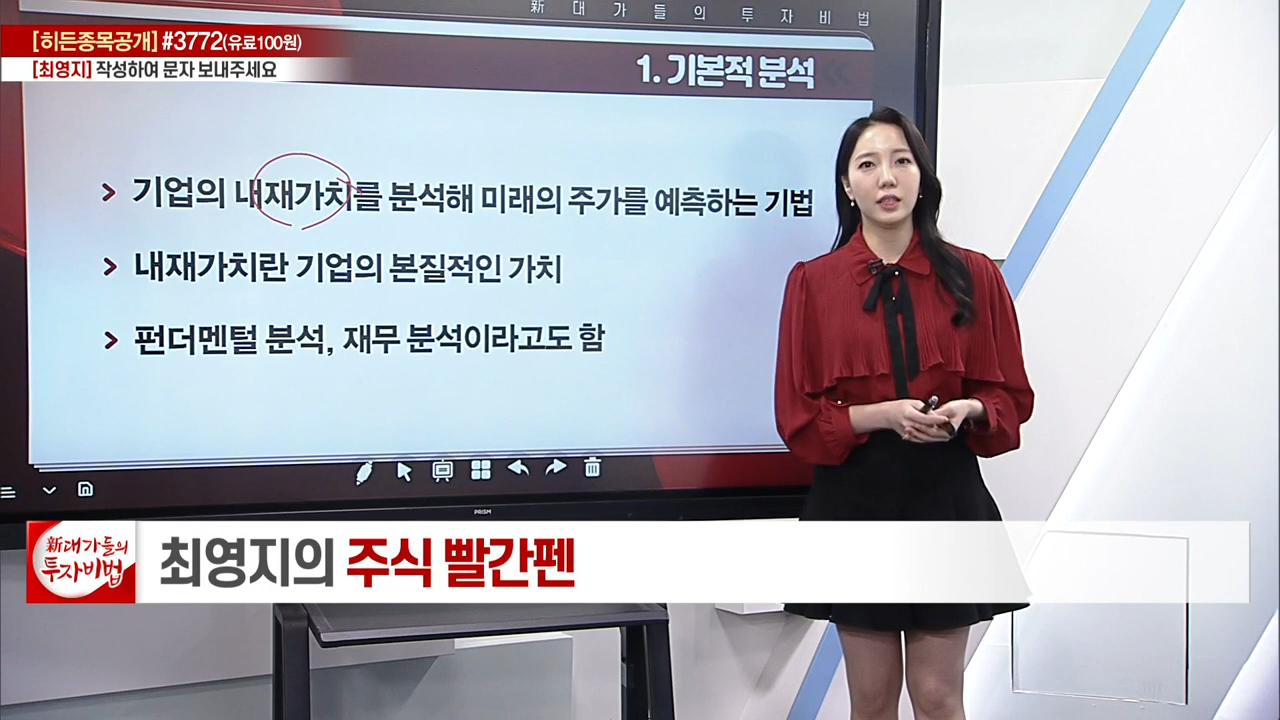 新대가들의 투자비법
[히든종목공개] #3772(유료100원)
[최영지] 작성하여 문자 보내주세요
1. 기본적 분석
기업의 내재가치를 분석해 미래의 주가를 예측하는 기법
내재가치란 기업의 본질적인 가치
펀더멘털 분석, 재무 분석이라고도 함
PRISM
新대가들의
투자비법
최영지의 주식 빨간펜